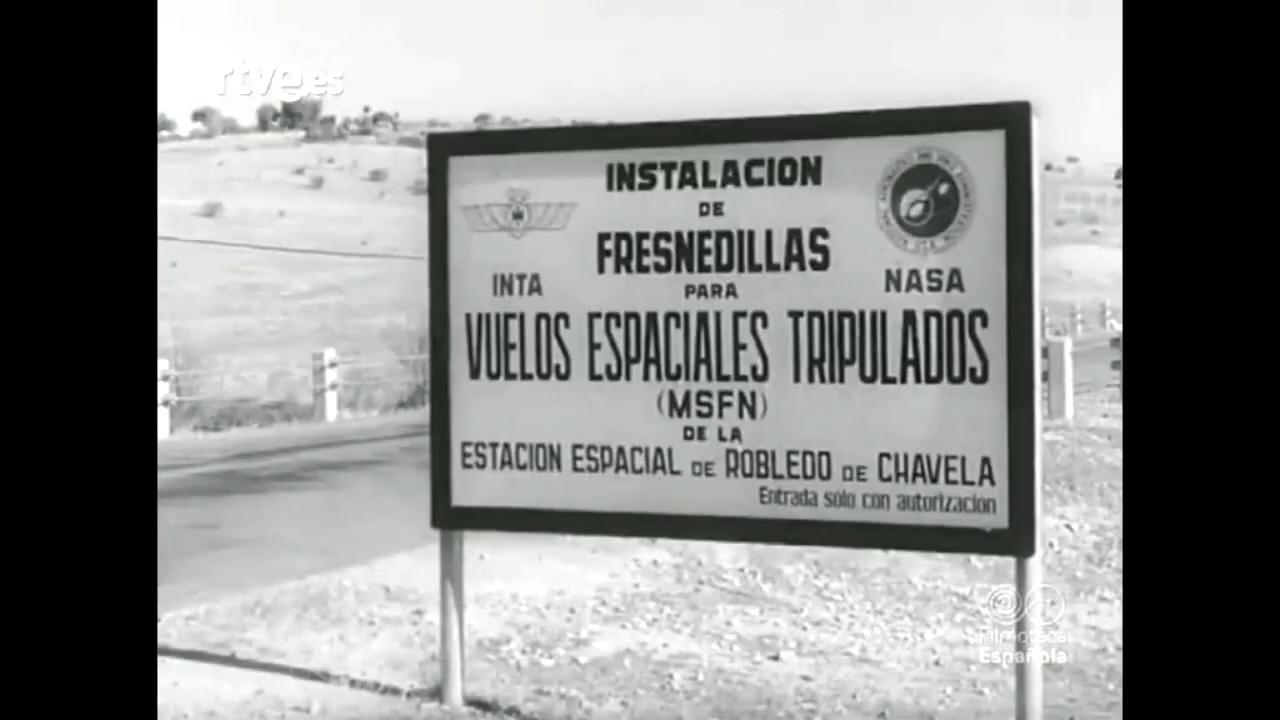 rtve.es
INSTALACION
DE
FRESNEDILLAS
INTA
NASA
PARA
VUELOS ESPACIALES TRIPULADOS
(MSFN)
DE LA
ESTACION ESPACIAL DE ROBLEDO DE CHAVELA
Entrada solo con autorizacion
Filmoteca
Española